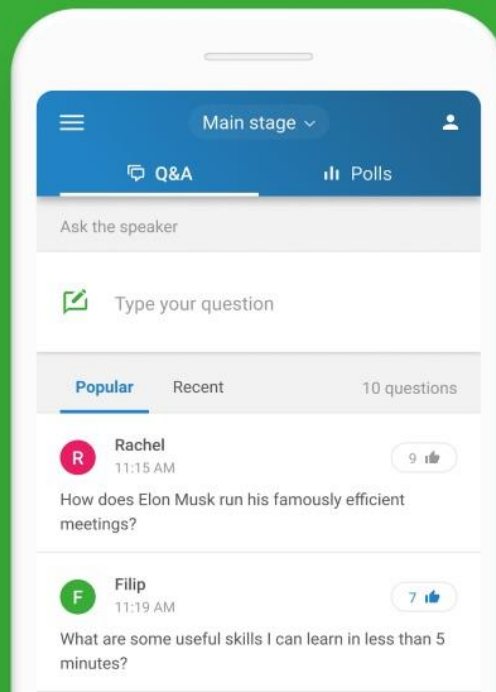 Main stage
Q&A
Polls
Ask the speaker
Type your question
Popular Recent 10 questions
R
Rachel
11:15 AM
9
How does Elon Musk run his famously efficient
meetings?
F
Filip
11:19 AM
7
What are some useful skills I can learn in less than 5
minutes?